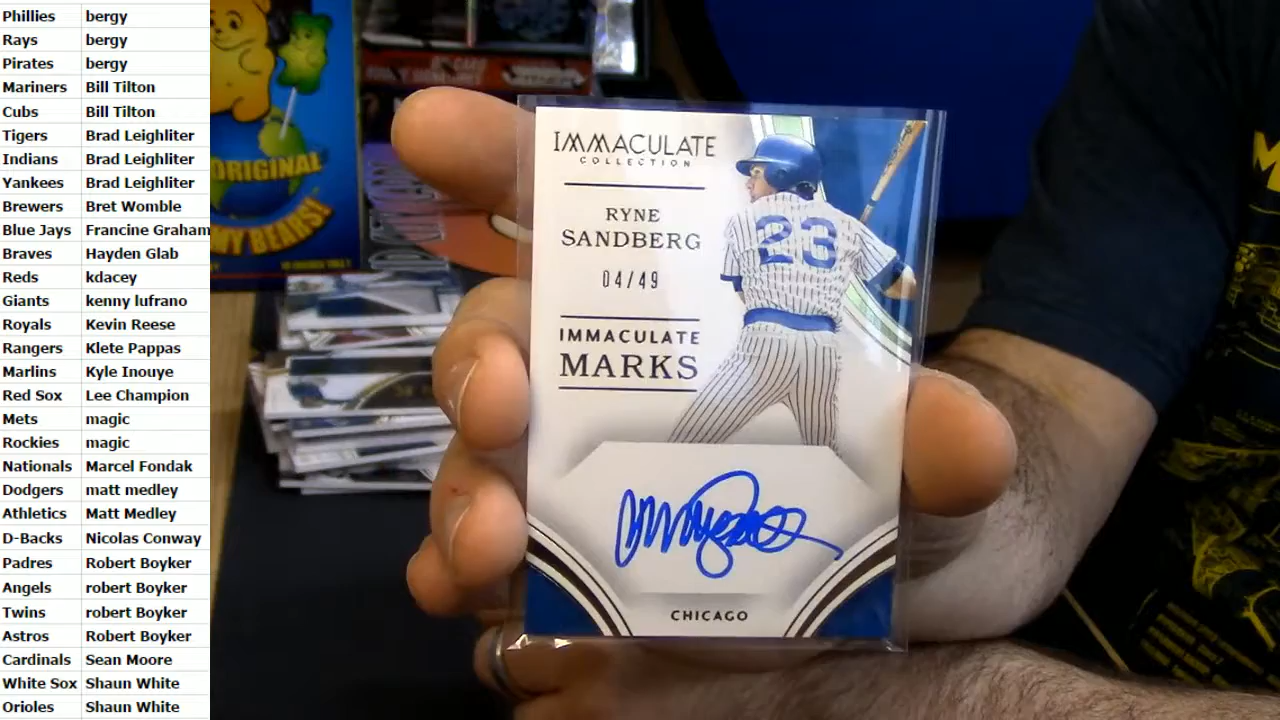 Phillies bergy
Rays bergy
Pirates bergy
Mariners Bill Tilton
Cubs Bill Tilton
Tigers Brad Leighliter
Indians Brad Leighliter
Yankees Brad Leighliter
Brewers Bret Womble
Blue Jays Francine Graham
Braves Hayden Glab
Reds kdacey
Giants kenny lufrano
Royals Kevin Reese
Rangers Klete Pappas
Marlins Kyle Inouye
Red Sox Lee Champion
Mets magic
Rockies magic
Nationals Marcel Fondak
Dodgers matt medley
Athletics Matt Medley
D-Backs Nicolas Conway
Padres Robert Boyker
Angels robert Boyker
Twins robert Boyker
Astros Robert Boyker
Cardinals Sean Moore
White Sox Shaun White
Orioles Shaun White
ORIGINAL
BEARS!
IMMACULATE
COLLECTION
RYNE
SANDBERG
04/49
IMMACULATE
MARKS
23
CHICAGO